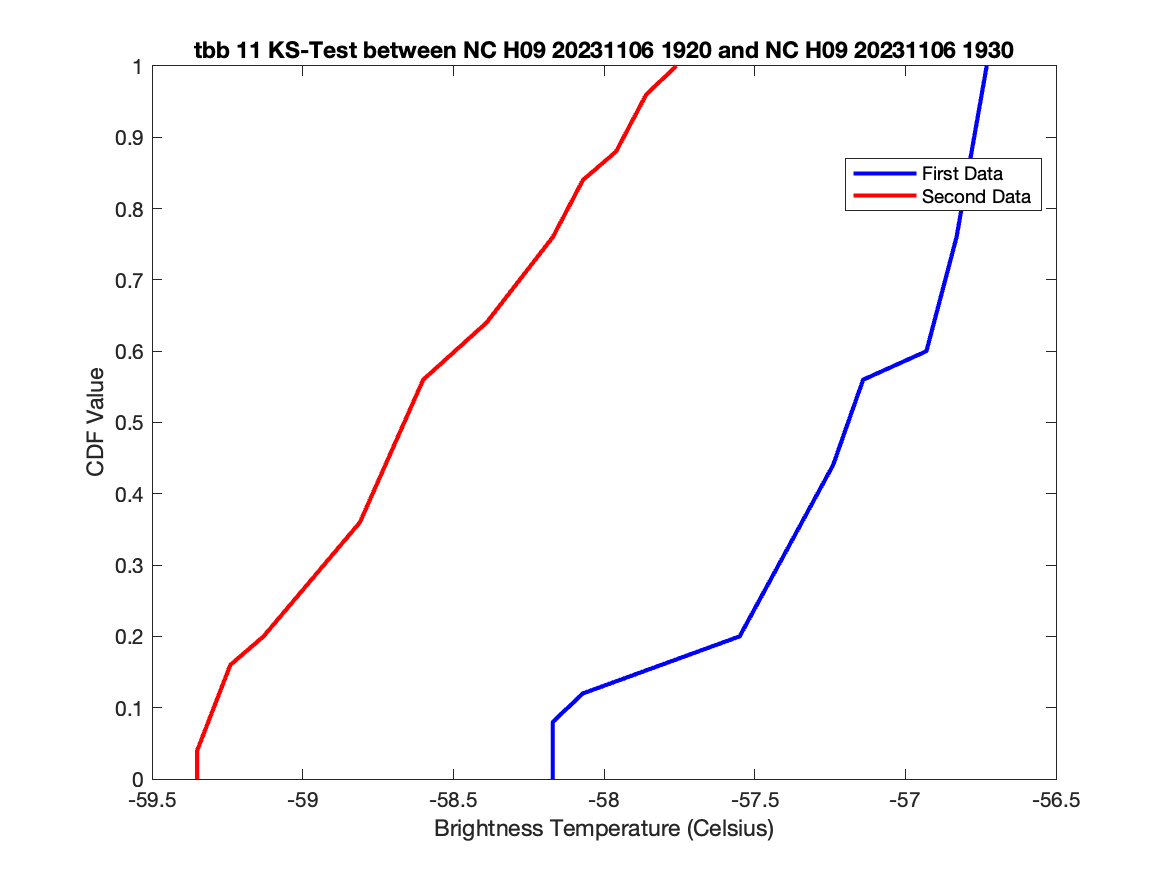 tbb 11 KS-Test between NC H09 20231106 1920 and NC H09 20231106 1930
1
0.9
0.8
0.7
0.6
0.5
0.4
0.3
0.2
0.1
0
CDF Value
First Data
Second Data
-59.5 -59 -58.5 -58 -57.5 -57 -56.5
Brightness Temperature (Celsius)